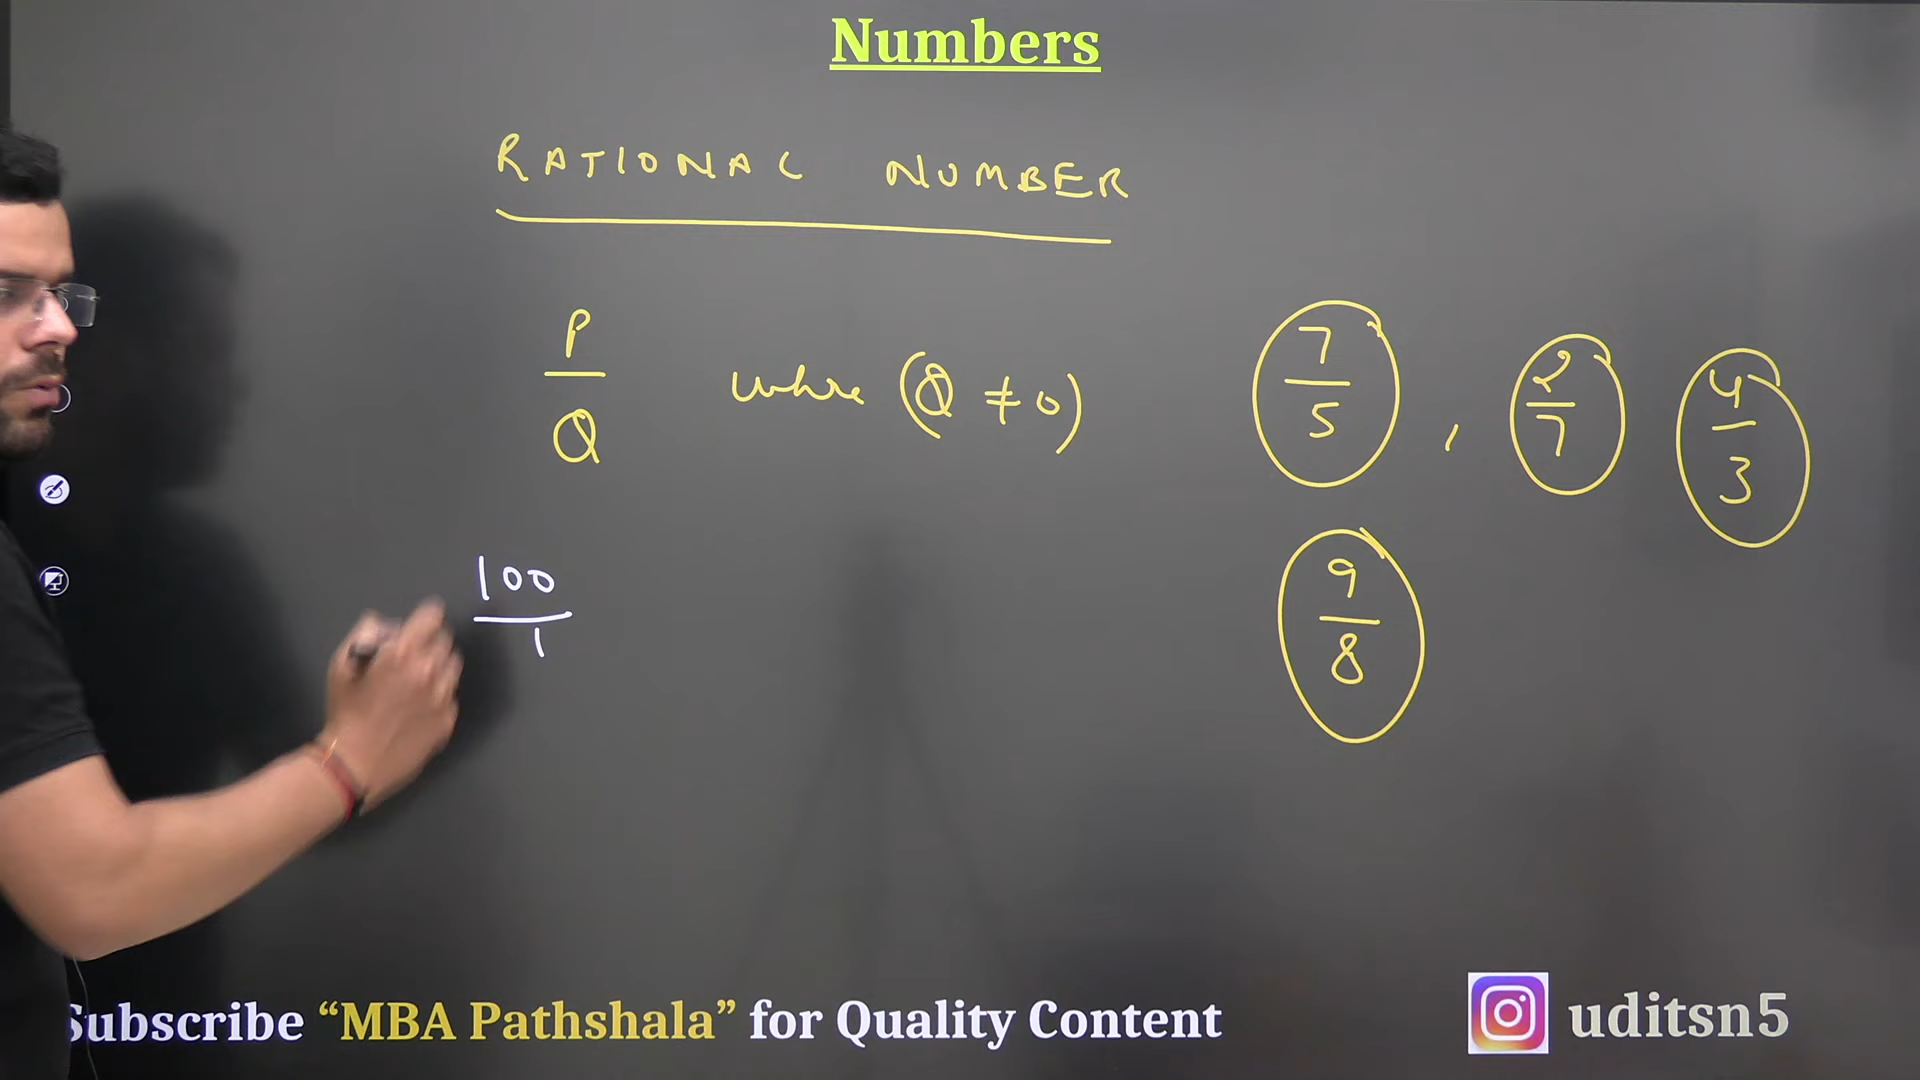 Numbers
RATIONAL NUMBER
P/Q where (Q ≠ 0) 7/5 , 2/7 4/3
100/1 9/8
Subscribe “MBA Pathshala” for Quality Content
uditsn5